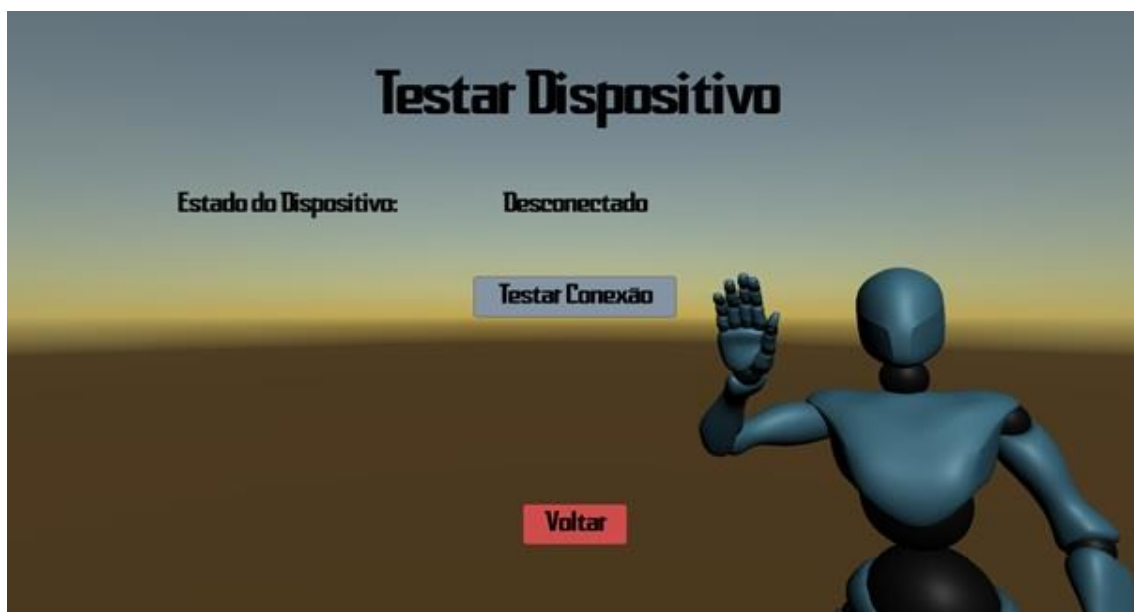 Testar Dispositivo
Estado do Dispositivo: Desconectado
Testar Conexão
Voltar